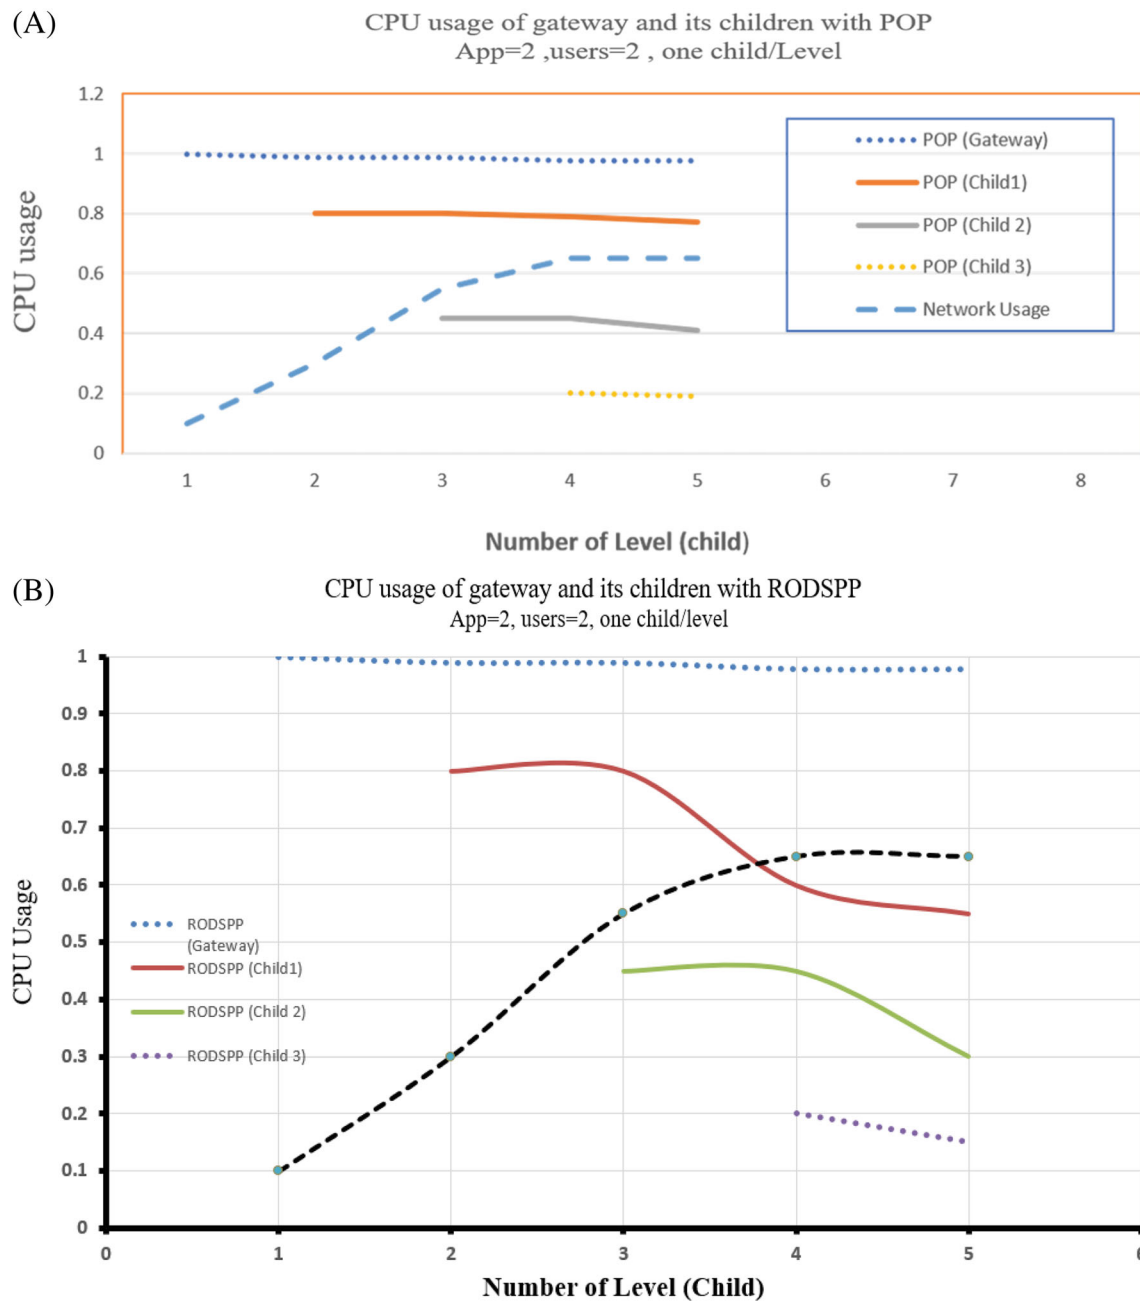 (A)
CPU usage of gateway and its children with POP
App=2 ,users=2 , one child/Level
1.2
1
0.8
0.6
0.4
0.2
0
CPU usage
POP (Gateway)
POP (Child1)
POP (Child 2)
POP (Child 3)
Network Usage
1 2 3 4 5 6 7 8
Number of Level (child)
(B)
CPU usage of gateway and its children with RODSPP
App=2, users=2, one child/level
1
0.9
0.8
0.7
0.6
0.5
0.4
0.3
0.2
0.1
0
CPU Usage
RODSPP
(Gateway)
RODSPP (Child1)
RODSPP (Child 2)
RODSPP (Child 3)
0 1 2 3 4 5 6
Number of Level (Child)